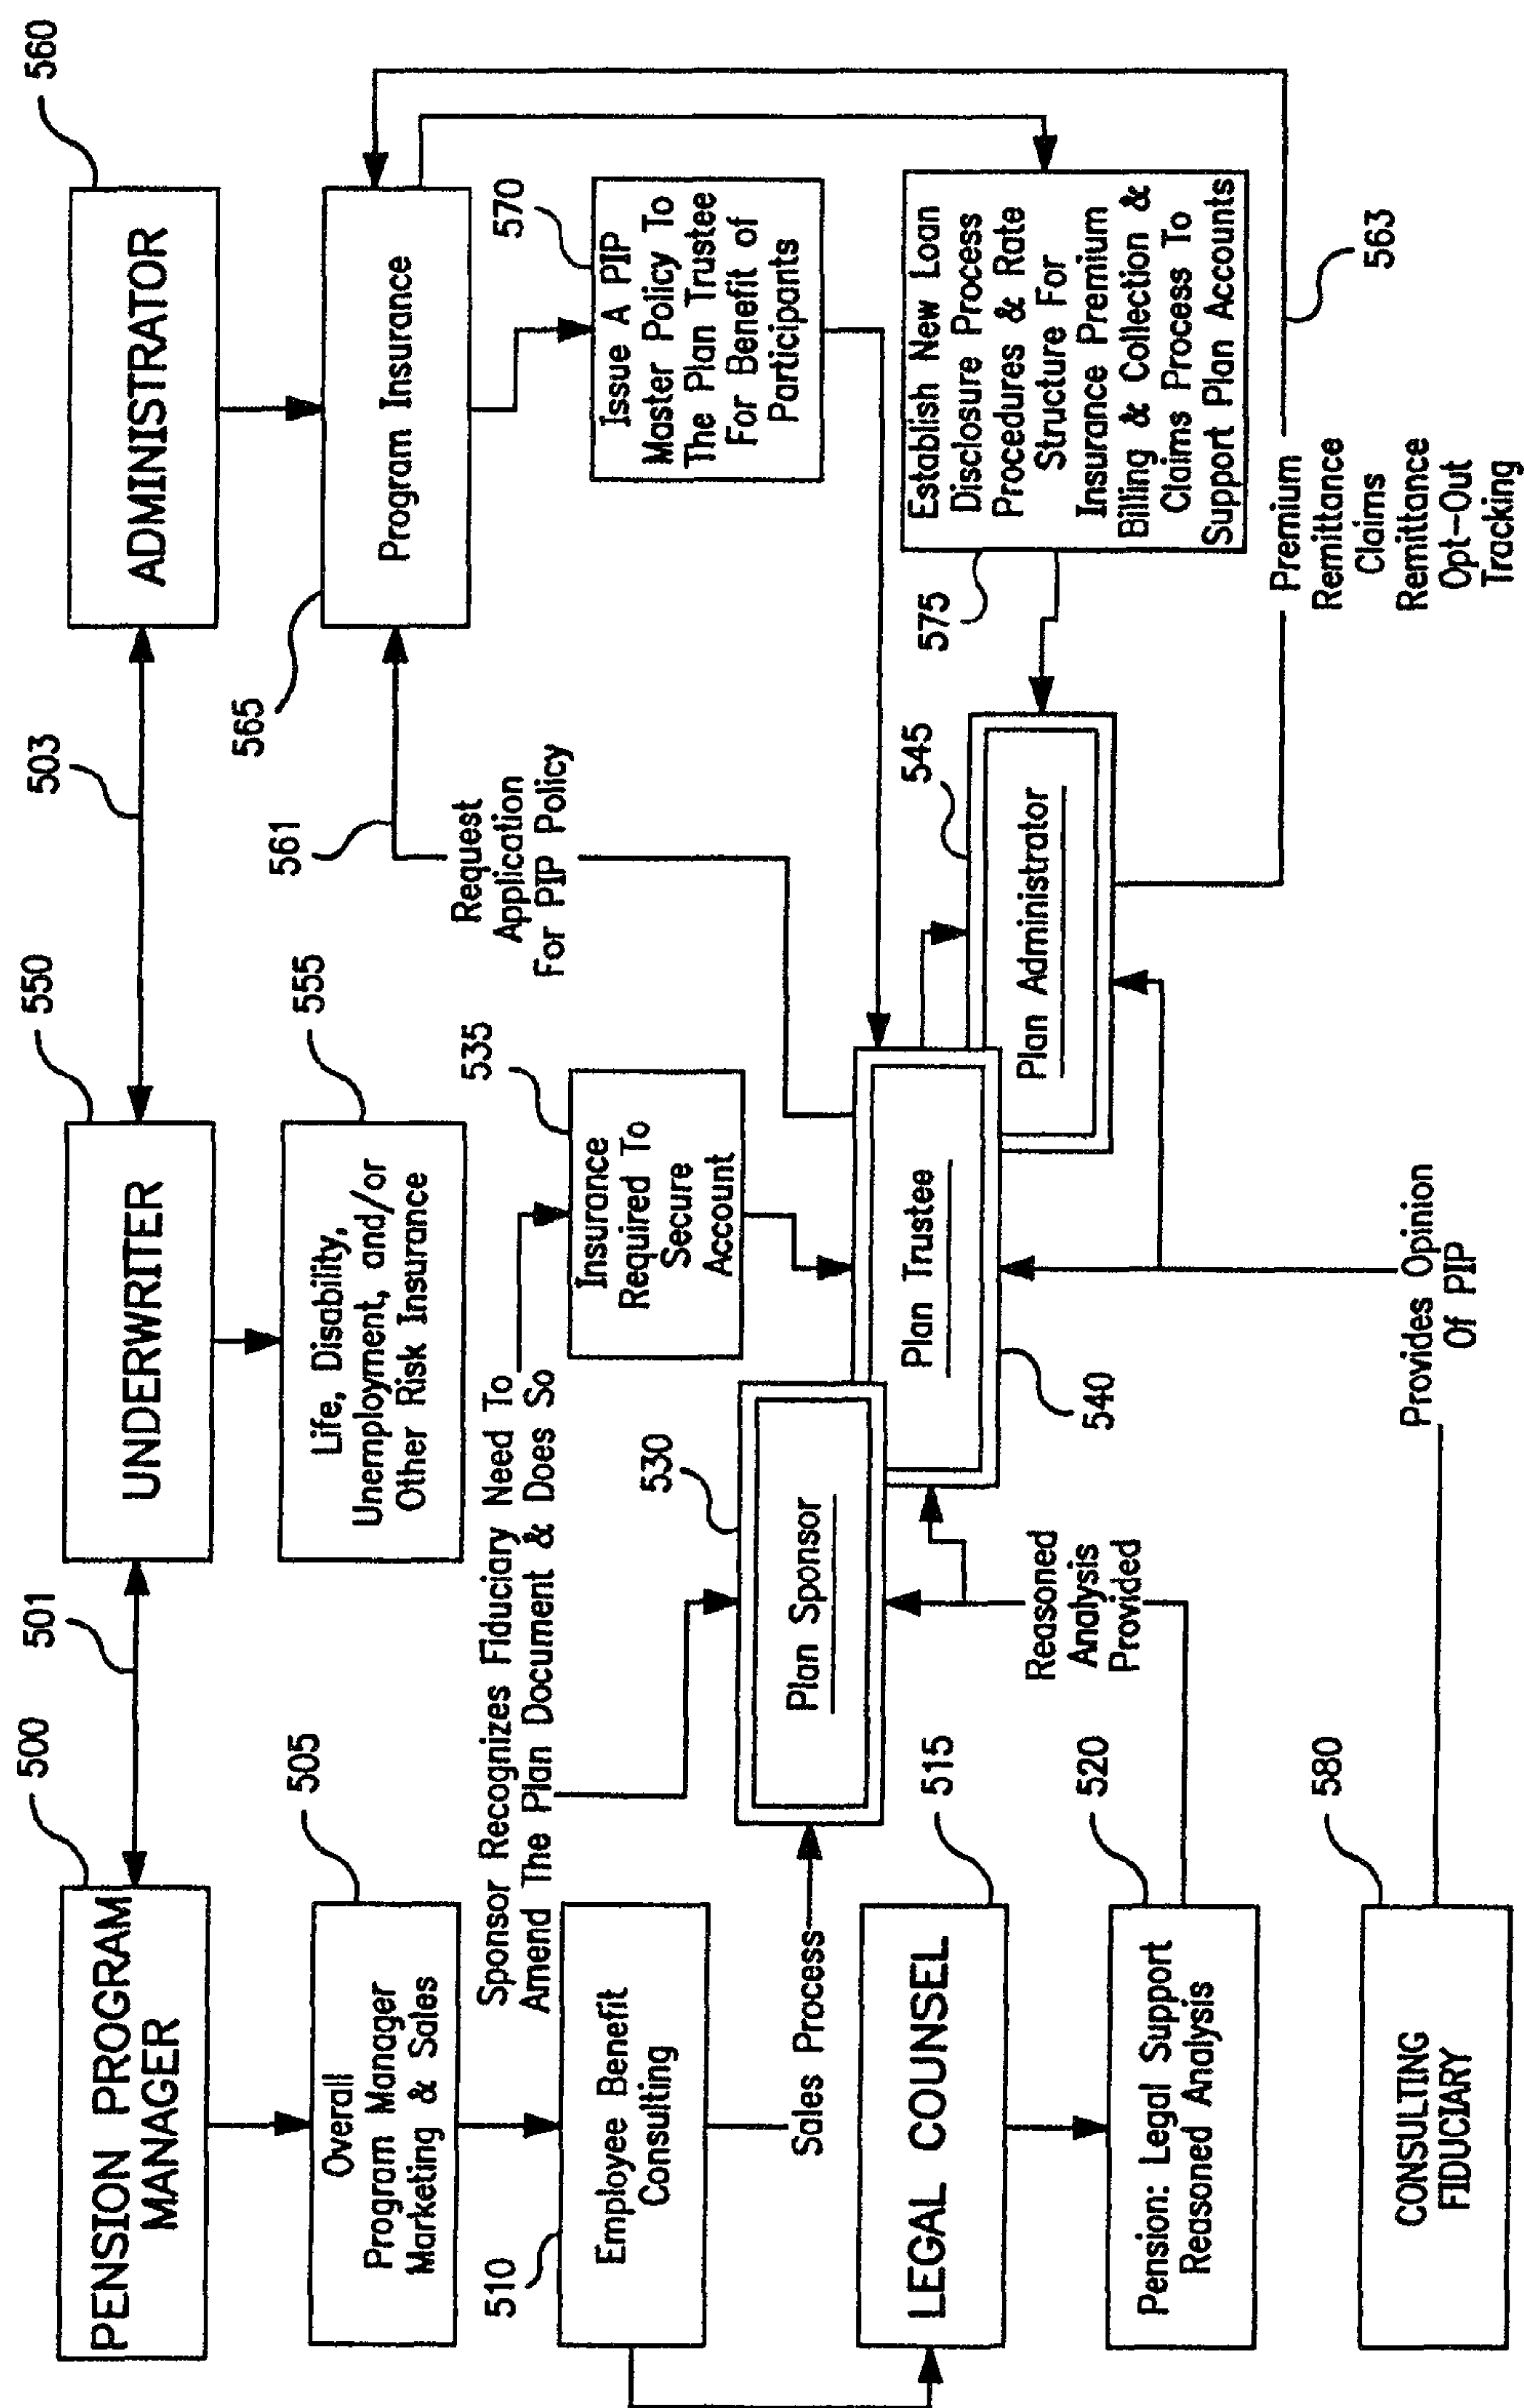 500
PENSION PROGRAM
MANAGER
501
550
UNDERWRITER
503
560
ADMINISTRATOR
505
Overall
Program Manager
Marketing & Sales
555
Life, Disability,
Unemployment, and/or
Other Risk Insurance
565
Program Insurance
561
Request
Application
For PIP Policy
Sponsor Recognizes Fiduciary Need To
Amend The Plan Document & Does So
510
Employee Benefit
Consulting
535
Insurance
Required To
Secure
Account
570
Issue A PIP
Master Policy To
The Plan Trustee
For Benefit of
Participants
Sales Process
530
Plan Sponsor
540
Plan Trustee
545
Plan Administrator
575
Establish New Loan
Disclosure Process
Procedures & Rate
Structure For
Insurance Premium
Billing & Collection &
Claims Process To
Support Plan Accounts
515
LEGAL COUNSEL
Reasoned
Analysis
Provided
520
Pension: Legal Support
Reasoned Analysis
563
Premium
Remittance
Claims
Remittance
Opt-Out
Tracking
580
CONSULTING
FIDUCIARY
Provides Opinion
Of PIP